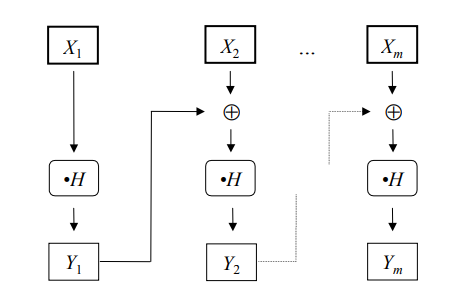 X₁ X₂ ... Xₘ
⊕ ⊕
•H •H •H
Y₁ Y₂ Yₘ